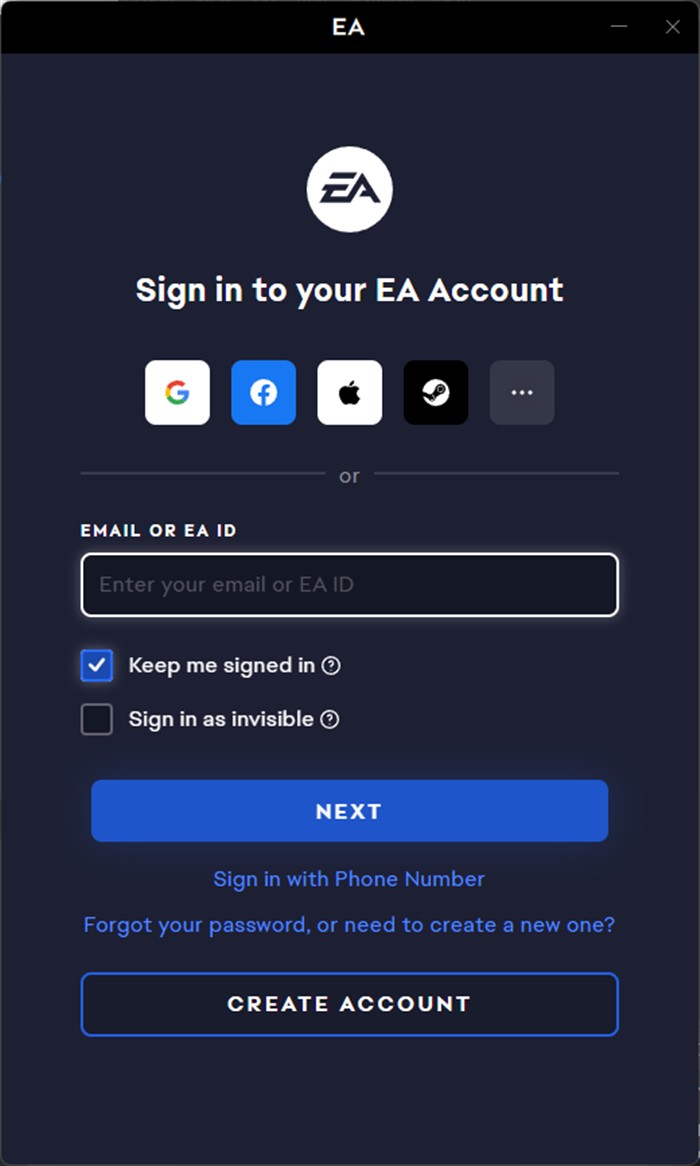 EA
EA
Sign in to your EA Account
or
EMAIL OR EA ID
Enter your email or EA ID
Keep me signed in
Sign in as invisible
NEXT
Sign in with Phone Number
Forgot your password, or need to create a new one?
CREATE ACCOUNT